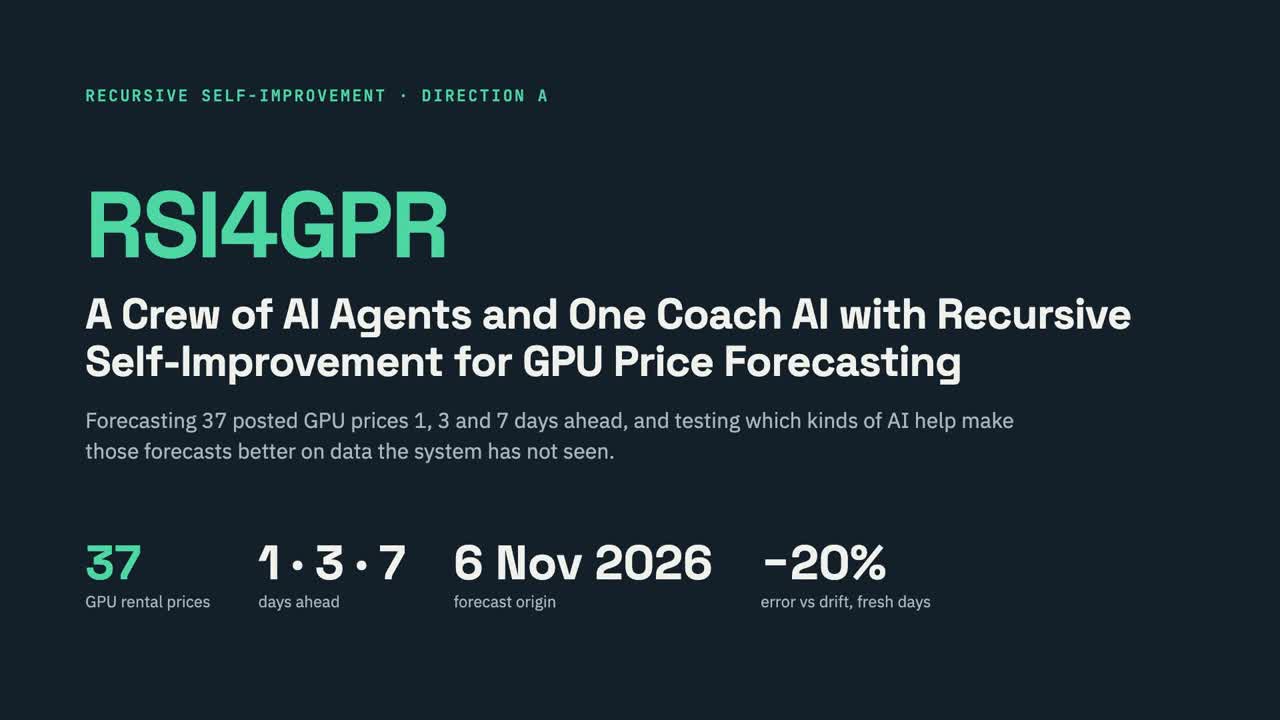 RECURSIVE SELF-IMPROVEMENT · DIRECTION A
RSI4GPR
A Crew of AI Agents and One Coach AI with Recursive
Self-Improvement for GPU Price Forecasting
Forecasting 37 posted GPU prices 1, 3 and 7 days ahead, and testing which kinds of AI help make
those forecasts better on data the system has not seen.
37
GPU rental prices
1 · 3 · 7
days ahead
6 Nov 2026
forecast origin
−20%
error vs drift, fresh days